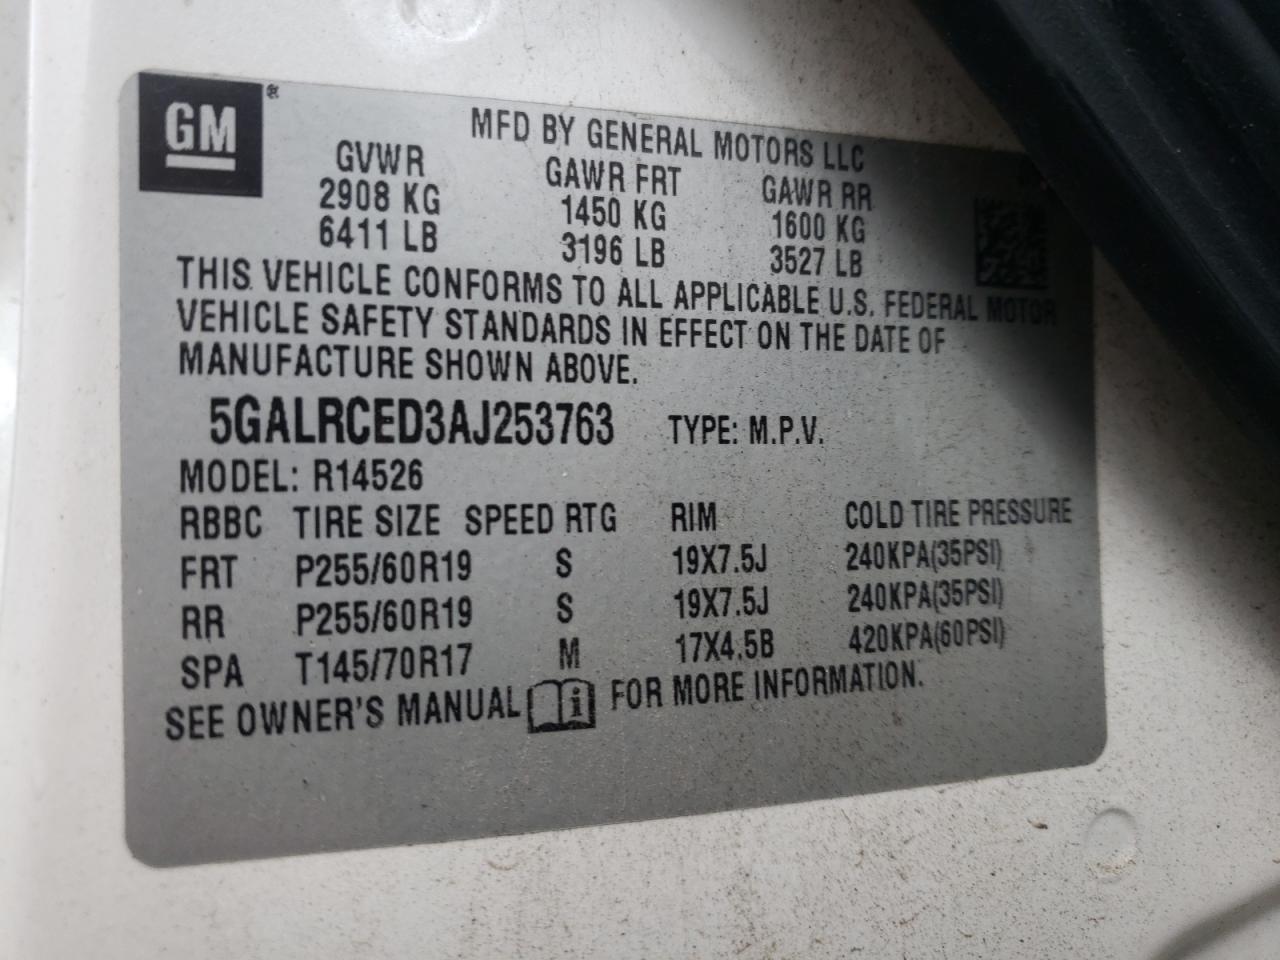 GM
MFD BY GENERAL MOTORS LLC
GVWR GAWR FRT GAWR RR
2908 KG 1450 KG 1600 KG
6411 LB 3196 LB 3527 LB
THIS VEHICLE CONFORMS TO ALL APPLICABLE U.S. FEDERAL MOTOR
VEHICLE SAFETY STANDARDS IN EFFECT ON THE DATE OF
MANUFACTURE SHOWN ABOVE.
5GALRCED3AJ253763 TYPE: M.P.V.
MODEL: R14526
RBBC TIRE SIZE SPEED RTG RIM COLD TIRE PRESSURE
FRT P255/60R19 S 19X7.5J 240KPA(35PSI)
RR P255/60R19 S 19X7.5J 240KPA(35PSI)
SPA T145/70R17 M 17X4.5B 420KPA(60PSI)
SEE OWNER'S MANUAL i FOR MORE INFORMATION.